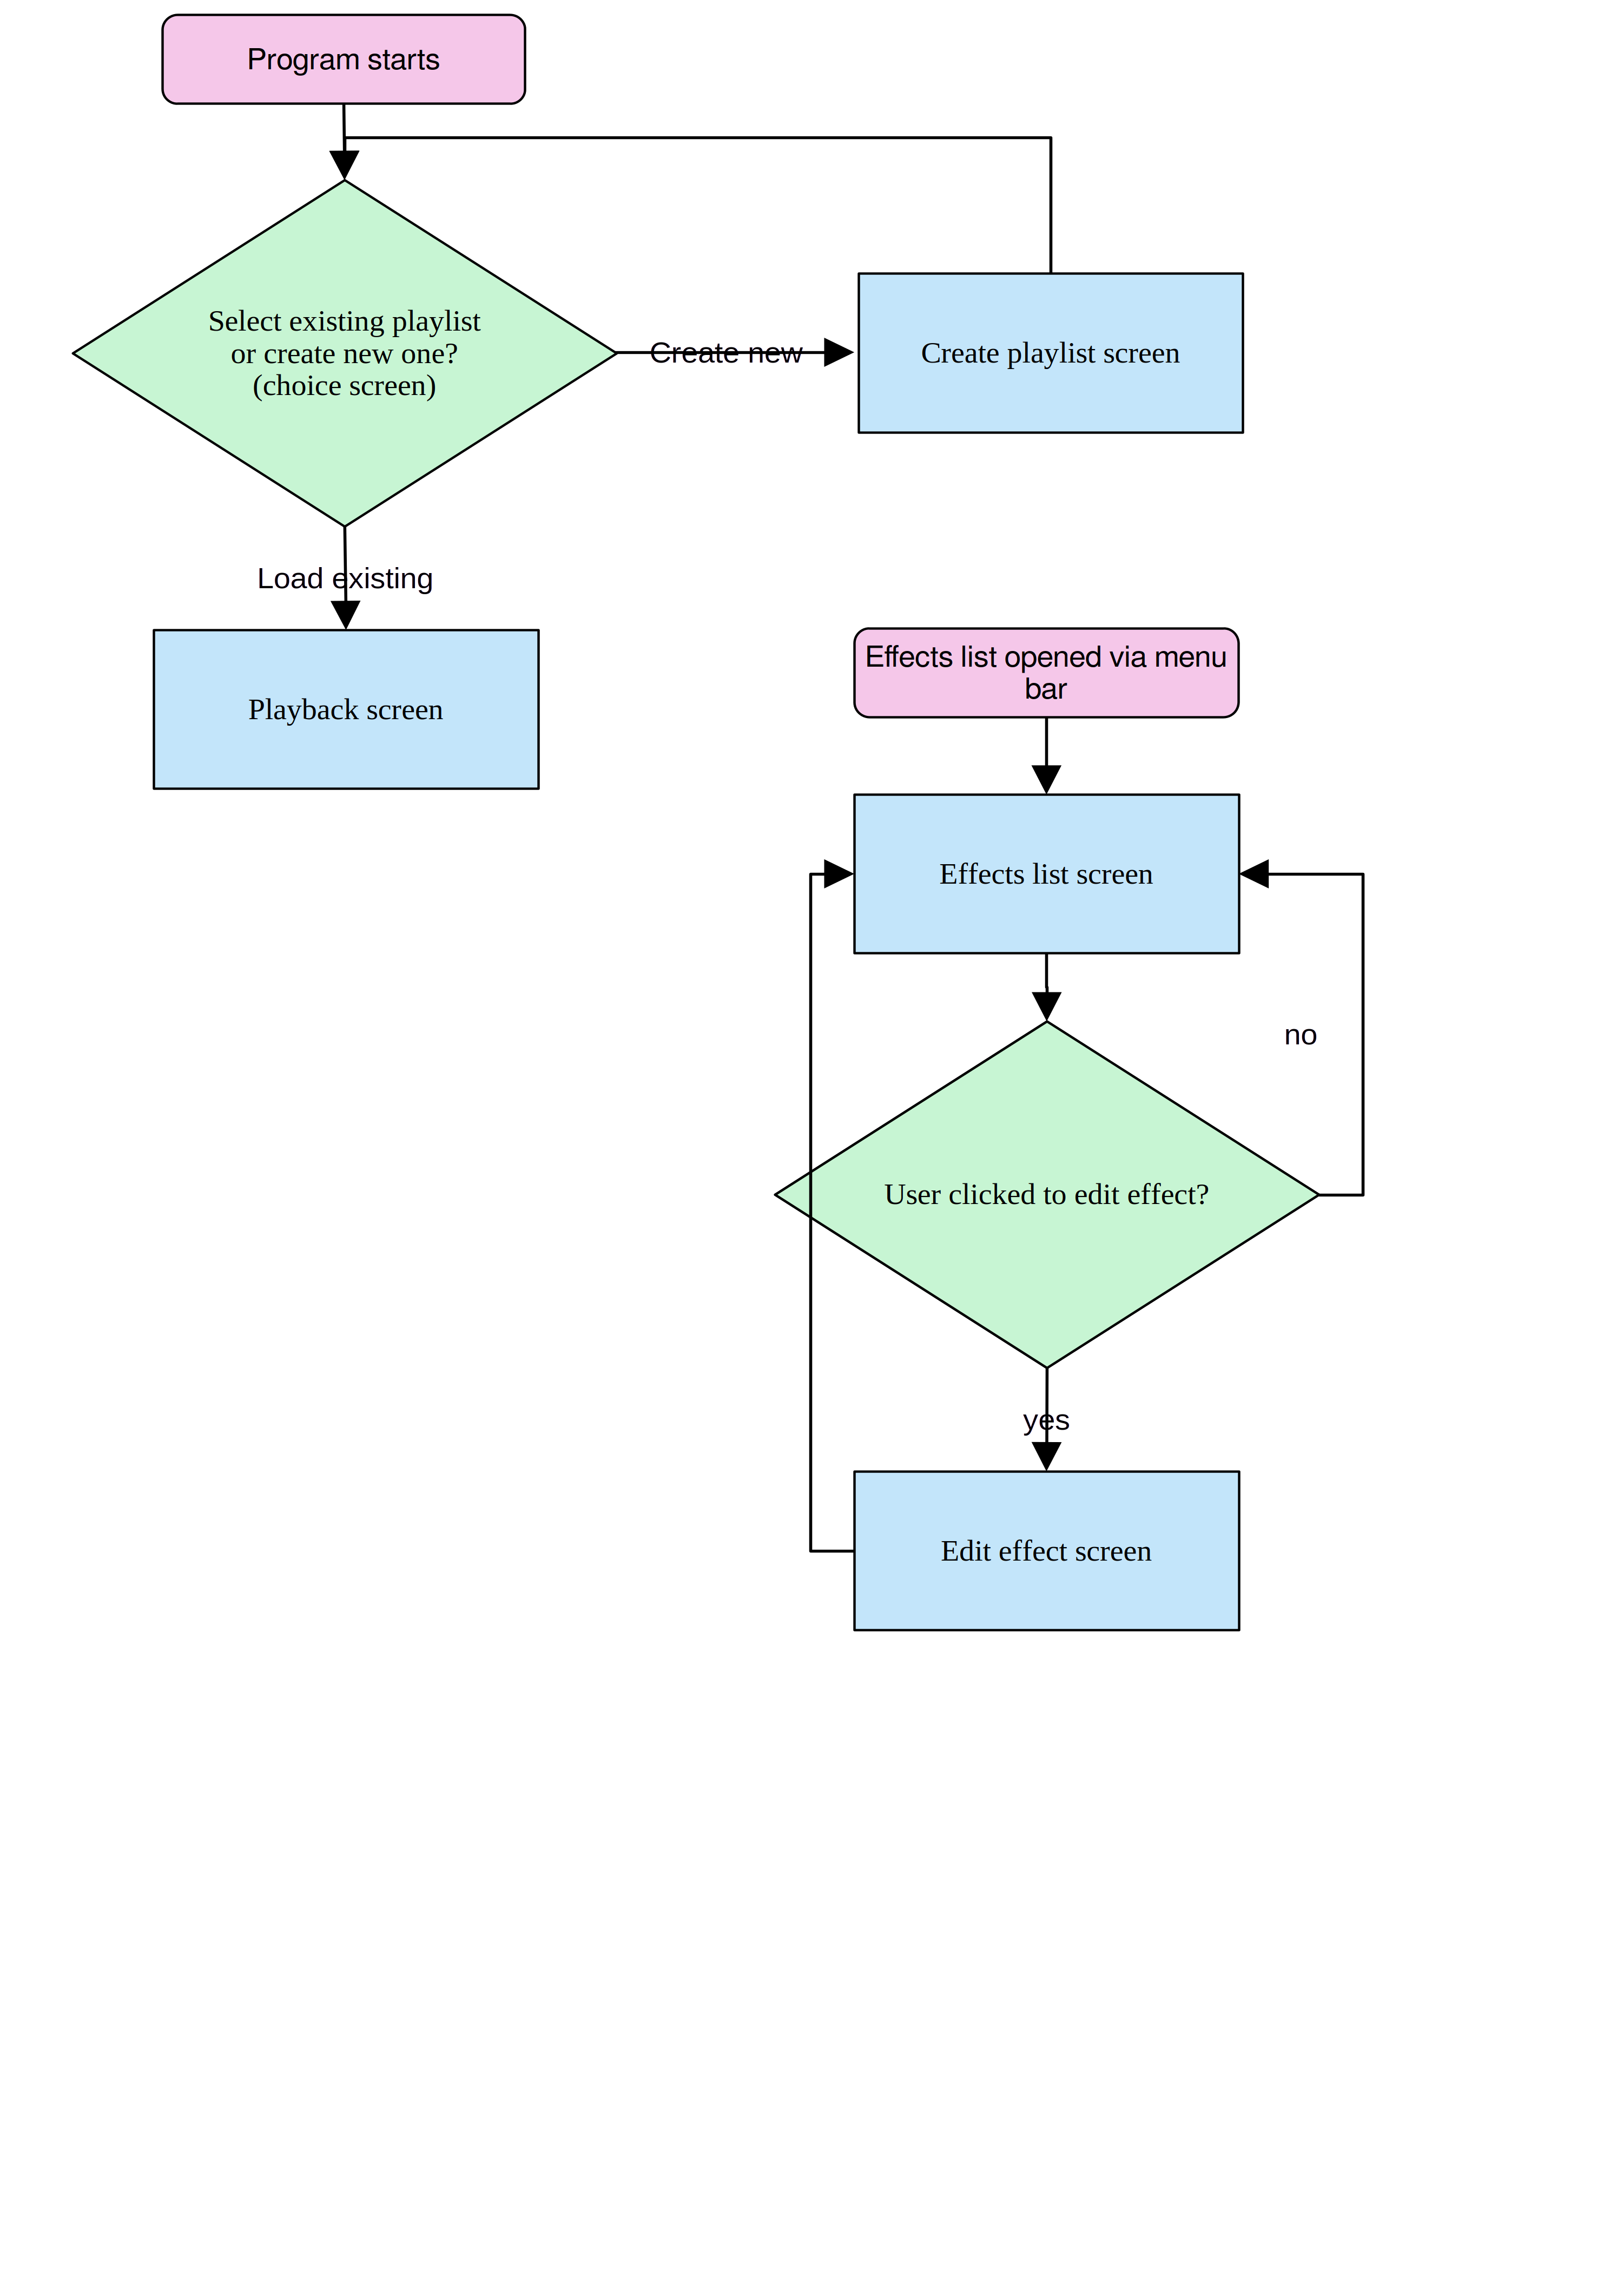 Program starts
Select existing playlist
or create new one?
(choice screen)
Create new
Create playlist screen
Load existing
Playback screen
Effects list opened via menu
bar
Effects list screen
no
User clicked to edit effect?
yes
Edit effect screen